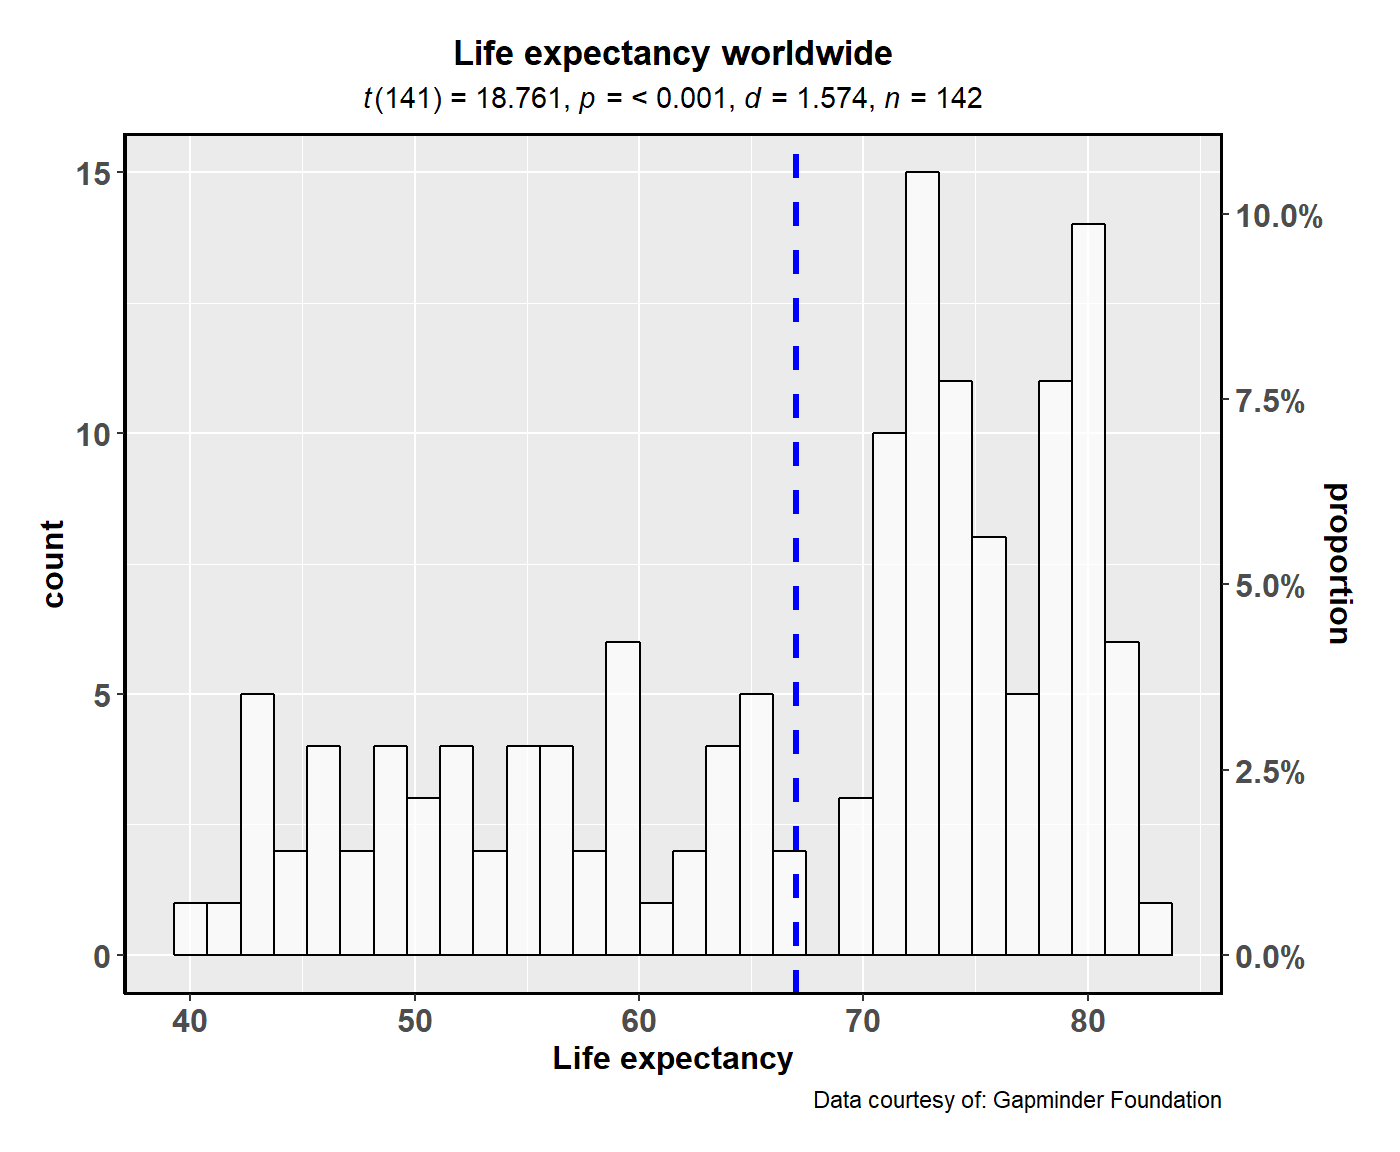 Life expectancy worldwide
t(141) = 18.761, p = < 0.001, d = 1.574, n = 142
15
10
5
0
count
10.0%
7.5%
5.0%
2.5%
0.0%
proportion
40 50 60 70 80
Life expectancy
Data courtesy of: Gapminder Foundation